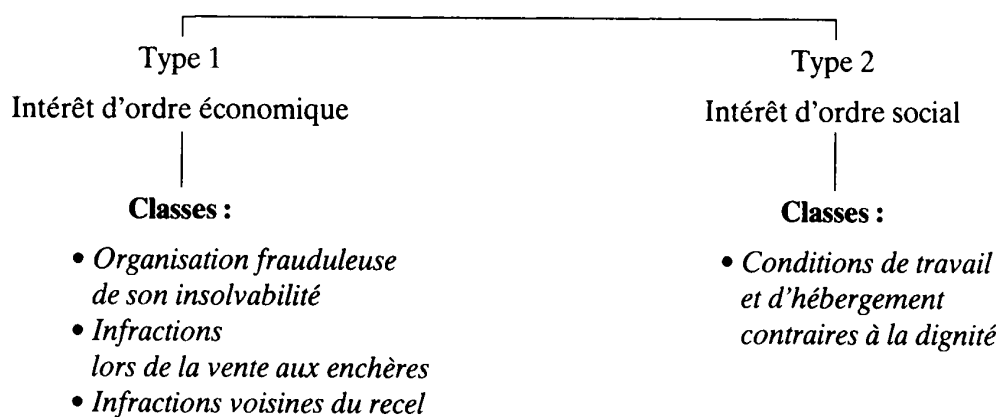 Type 1
Intérêt d'ordre économique
Classes :
• Organisation frauduleuse
de son insolvabilité
• Infractions
lors de la vente aux enchères
• Infractions voisines du recel
Type 2
Intérêt d'ordre social
Classes :
• Conditions de travail
et d'hébergement
contraires à la dignité